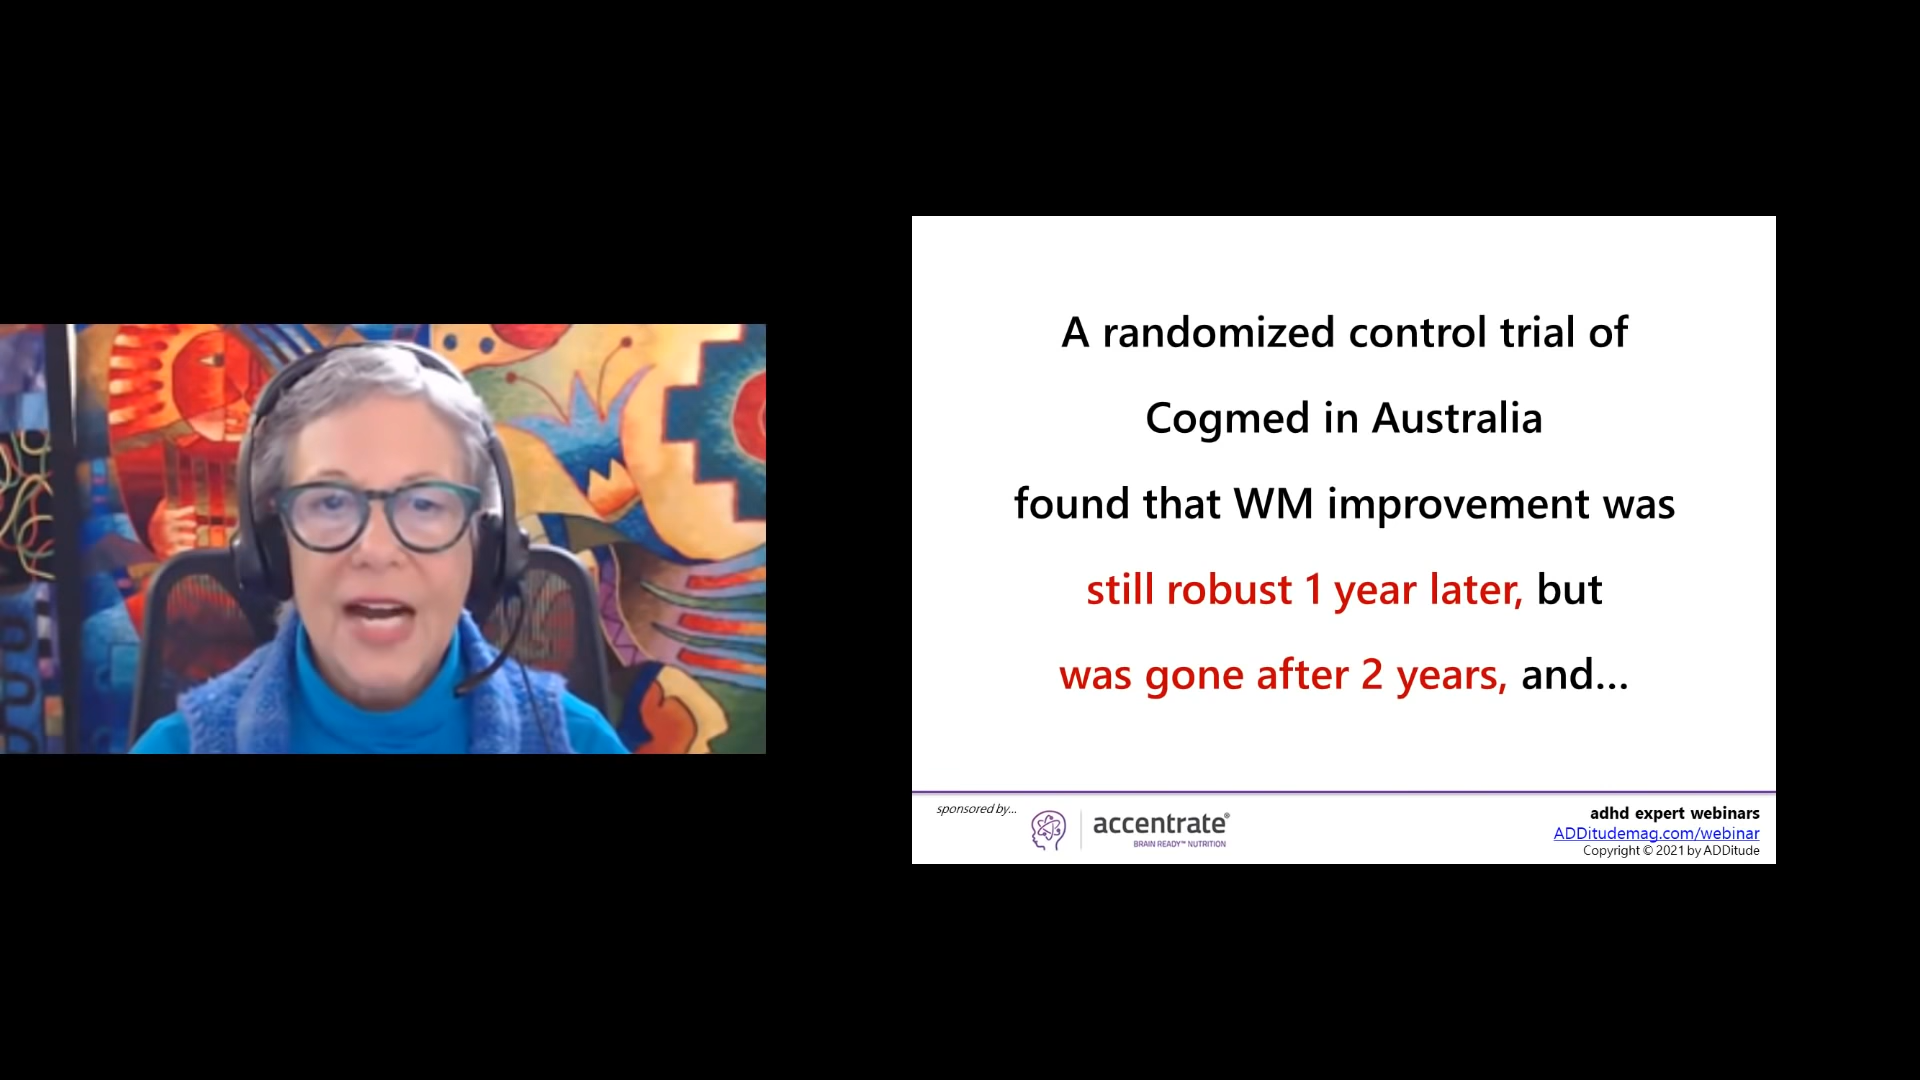 A randomized control trial of
Cogmed in Australia
found that WM improvement was
still robust 1 year later, but
was gone after 2 years, and...
sponsored by...
accentrate®
BRAIN READY™ NUTRITION
adhd expert webinars
ADDitudemag.com/webinar
Copyright © 2021 by ADDitude